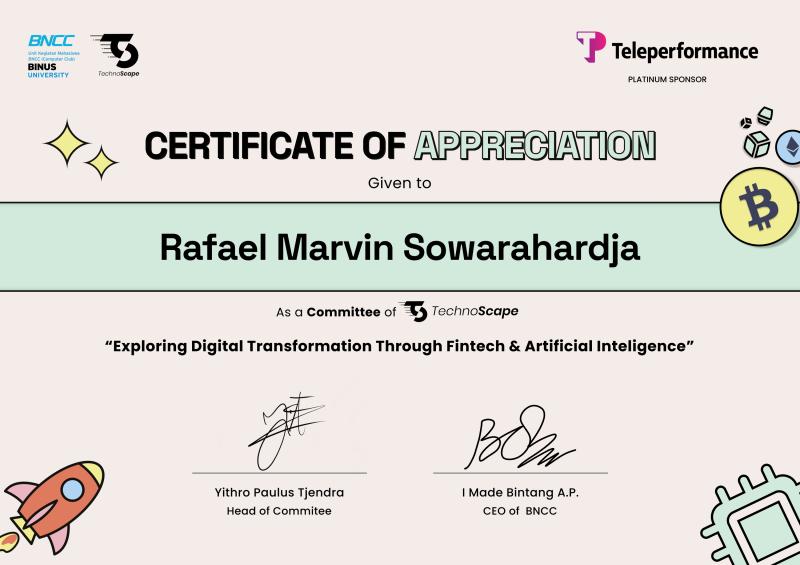 BNCC
Unit Kegiatan Mahasiswa
BNCC (Computer Club)
BINUS
UNIVERSITY
TechnoScape
Teleperformance
PLATINUM SPONSOR
CERTIFICATE OF APPRECIATION
Given to
Rafael Marvin Sowarahardja
As a Committee of TechnoScape
“Exploring Digital Transformation Through Fintech & Artificial Inteligence”
Yithro Paulus Tjendra
Head of Commitee
I Made Bintang A.P.
CEO of BNCC